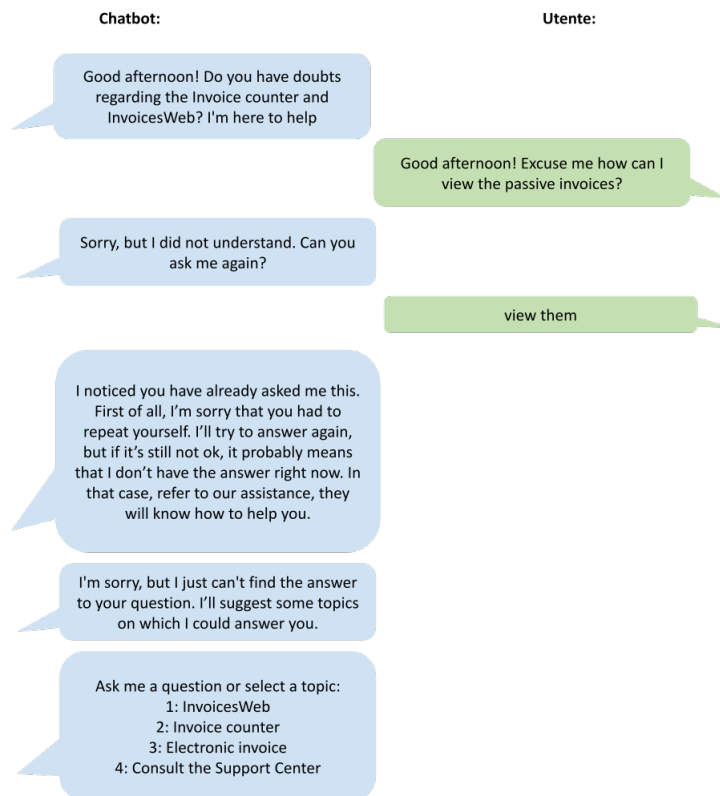 Chatbot:
Utente:
Good afternoon! Do you have doubts
regarding the Invoice counter and
InvoicesWeb? I'm here to help
Good afternoon! Excuse me how can I
view the passive invoices?
Sorry, but I did not understand. Can you
ask me again?
view them
I noticed you have already asked me this.
First of all, I’m sorry that you had to
repeat yourself. I’ll try to answer again,
but if it’s still not ok, it probably means
that I don’t have the answer right now. In
that case, refer to our assistance, they
will know how to help you.
I'm sorry, but I just can't find the answer
to your question. I’ll suggest some topics
on which I could answer you.
Ask me a question or select a topic:
1: InvoicesWeb
2: Invoice counter
3: Electronic invoice
4: Consult the Support Center